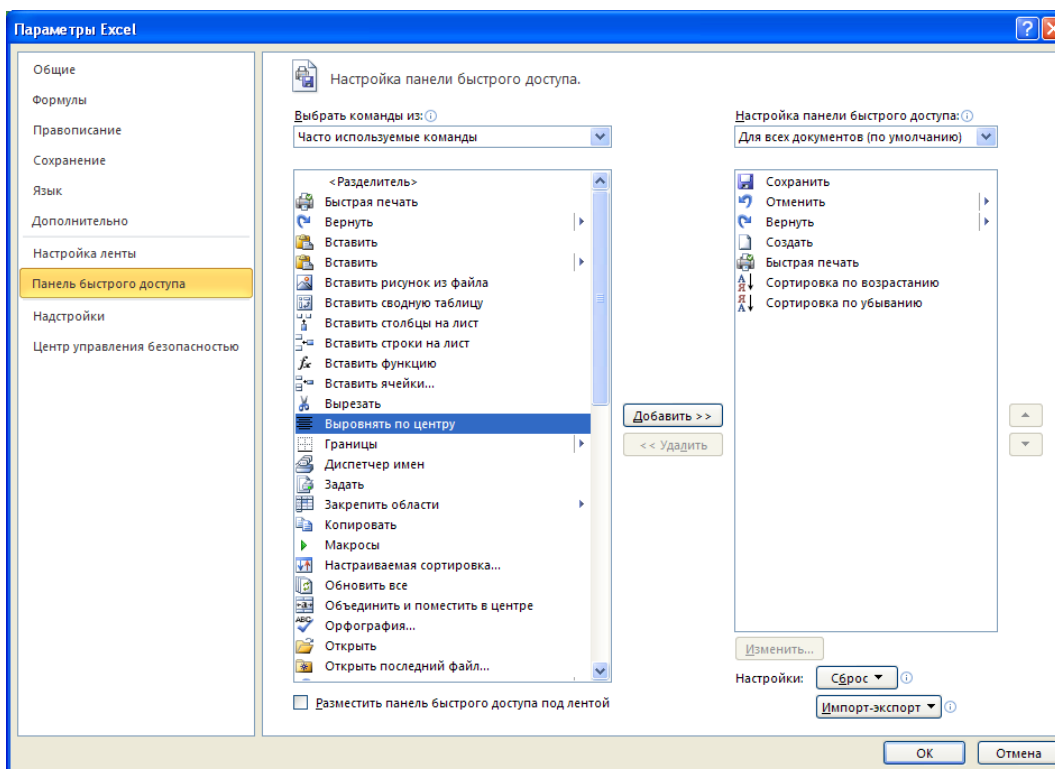 Параметры Excel
Общие
Формулы
Правописание
Сохранение
Язык
Дополнительно
Настройка ленты
Панель быстрого доступа
Надстройки
Центр управления безопасностью
Настройка панели быстрого доступа.
Выбрать команды из:
Часто используемые команды
<Разделитель>
Быстрая печать
Вернуть
Вставить
Вставить
Вставить рисунок из файла
Вставить сводную таблицу
Вставить столбцы на лист
Вставить строки на лист
Вставить функцию
Вставить ячейки...
Вырезать
Выровнять по центру
Границы
Диспетчер имен
Задать
Закрепить области
Копировать
Макросы
Настраиваемая сортировка...
Обновить все
Объединить и поместить в центре
Орфография...
Открыть
Открыть последний файл...
Разместить панель быстрого доступа под лентой
Добавить >>
<< Удалить
Настройка панели быстрого доступа:
Для всех документов (по умолчанию)
Сохранить
Отменить
Вернуть
Создать
Быстрая печать
Сортировка по возрастанию
Сортировка по убыванию
Изменить...
Настройки:
Сброс
Импорт-экспорт
ОК
Отмена